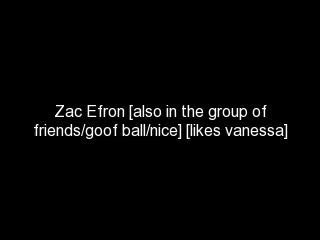 Zac Efron [also in the group of
friends/goof ball/nice] [likes vanessa]